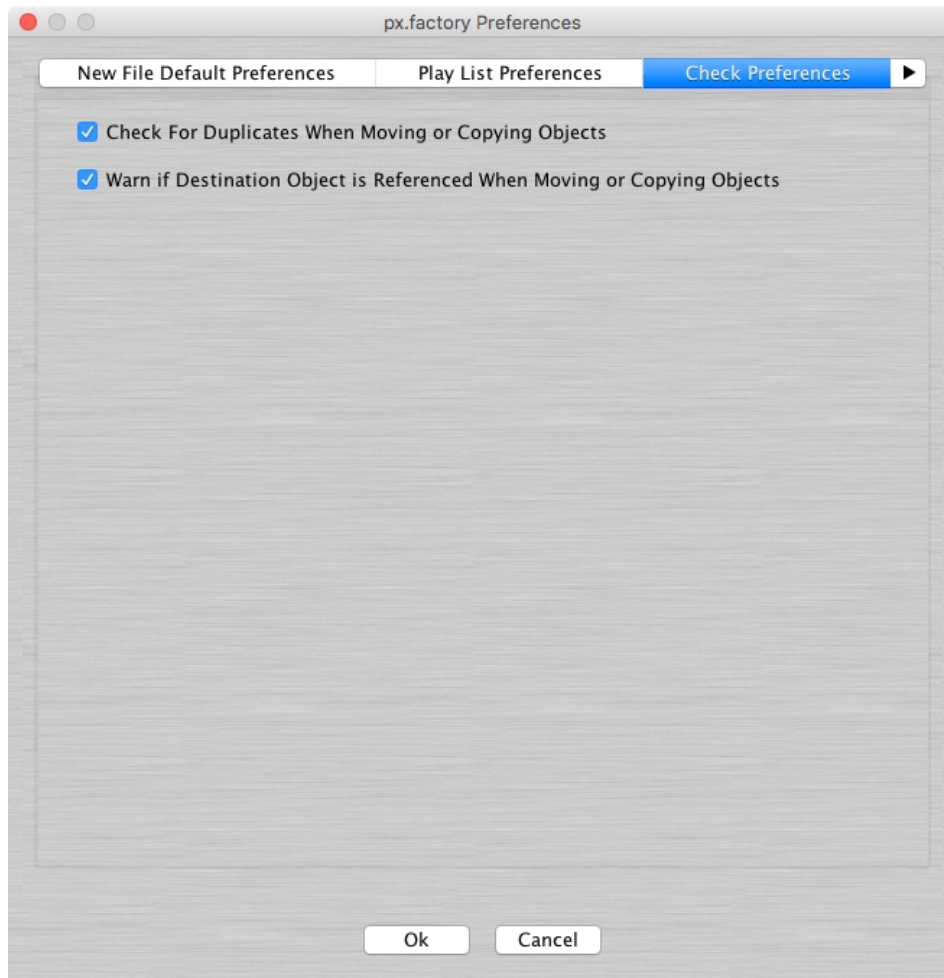 px.factory Preferences
New File Default Preferences Play List Preferences Check Preferences
Check For Duplicates When Moving or Copying Objects
Warn if Destination Object is Referenced When Moving or Copying Objects
Ok Cancel